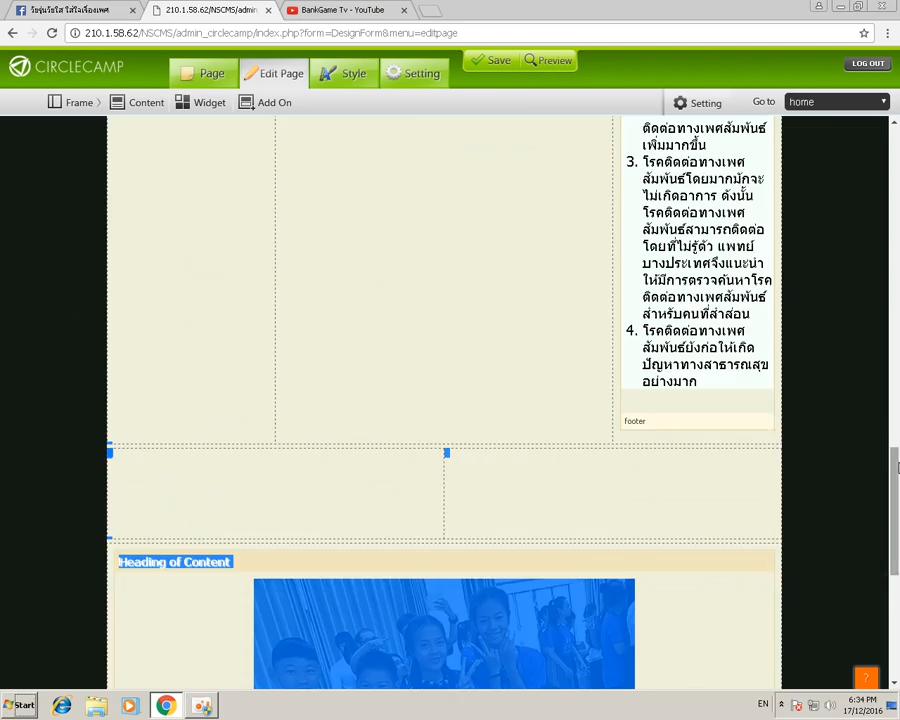 วัยรุ่นวัยใส ใส่ใจเรื่องเพศ
210.1.58.62/NSCMS/admin
BankGame Tv - YouTube
210.1.58.62/NSCMS/admin_circlecamp/index.php?form=DesignForm&menu=editpage
CIRCLECAMP
Page
Edit Page
Style
Setting
Save
Preview
LOG OUT
Frame
Content
Widget
Add On
Setting
Go to
home
ติดต่อทางเพศสัมพันธ์
เพิ่มมากขึ้น
3. โรคติดต่อทางเพศ
สัมพันธ์โดยมากมักจะ
ไม่เกิดอาการ ดังนั้น
โรคติดต่อทางเพศ
สัมพันธ์สามารถติดต่อ
โดยที่ไม่รู้ตัว แพทย์
บางประเทศจึงแนะนำ
ให้มีการตรวจค้นหาโรค
ติดต่อทางเพศสัมพันธ์
สำหรับคนที่สำส่อน
4. โรคติดต่อทางเพศ
สัมพันธ์ยังก่อให้เกิด
ปัญหาทางสาธารณสุข
อย่างมาก
footer
Heading of Content
?
Start
EN
6:34 PM
17/12/2016